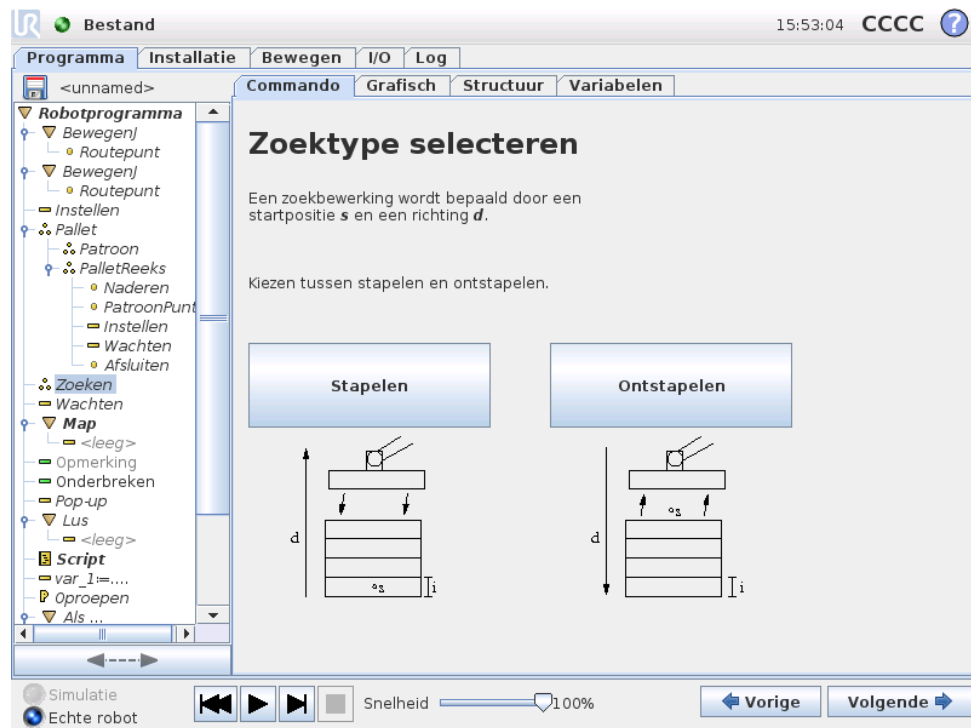 UR Bestand 15:53:04 CCCC ?
Programma Installatie Bewegen I/O Log
<unnamed>
Commando Grafisch Structuur Variabelen
Robotprogramma
BewegenJ
Routepunt
BewegenJ
Routepunt
Instellen
Pallet
Patroon
PalletReeks
Naderen
PatroonPunt
Instellen
Wachten
Afsluiten
Zoeken
Wachten
Map
<leeg>
Opmerking
Onderbreken
Pop-up
Lus
<leeg>
Script
var_1:=....
Oproepen
Als ...
Zoektype selecteren
Een zoekbewerking wordt bepaald door een
startpositie s en een richting d.
Kiezen tussen stapelen en ontstapelen.
Stapelen Ontstapelen
d s i
d s i
Simulatie
Echte robot
Snelheid 100%
Vorige Volgende